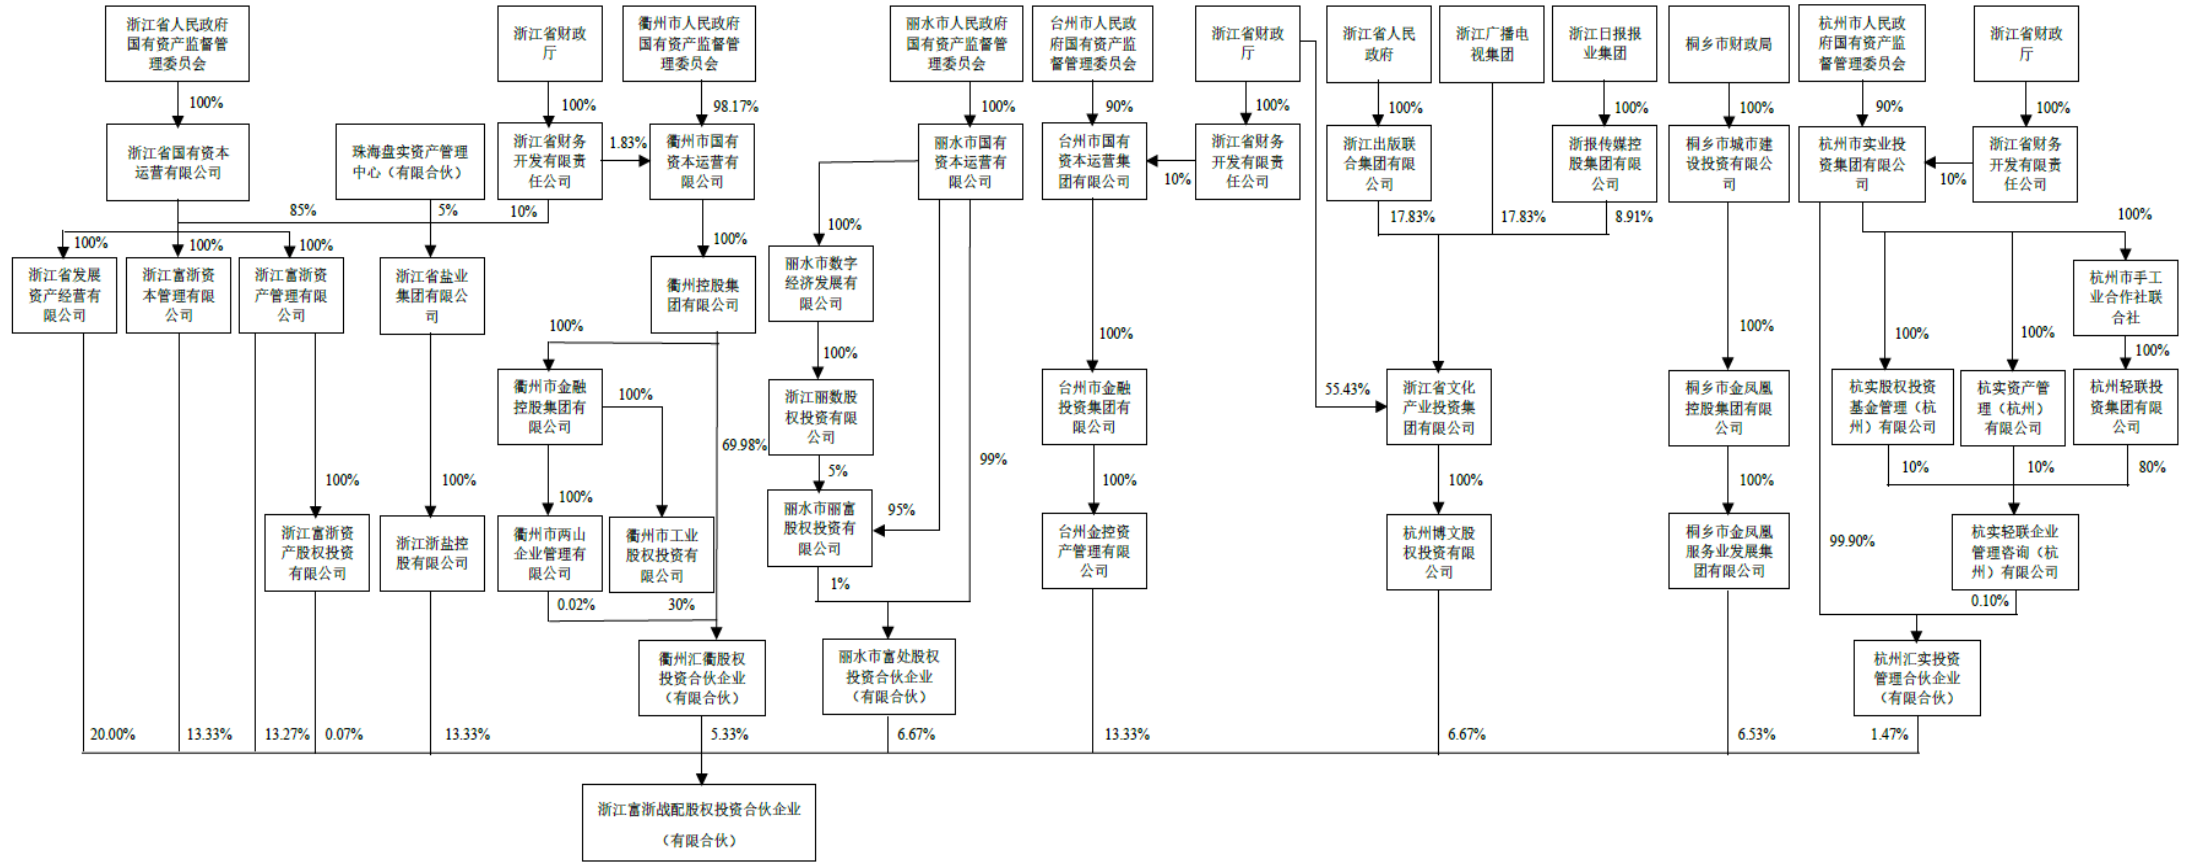 浙江省人民政府
国有资产监督管
理委员会
浙江省财政
厅
衢州市人民政府
国有资产监督管
理委员会
丽水市人民政府
国有资产监督管
理委员会
台州市人民政
府国有资产监
督管理委员会
浙江省财政
厅
浙江省人民
政府
浙江广播电
视集团
浙江日报报
业集团
桐乡市财政局
杭州市人民政
府国有资产监
督管理委员会
浙江省财政
厅
100%
100%
98.17%
100%
90%
100%
100%
100%
100%
90%
100%
浙江省国有资本
运营有限公司
珠海盘实资产管理
中心（有限合伙）
浙江省财务
开发有限责
任公司
1.83%
衢州市国有
资本运营有
限公司
丽水市国有
资本运营有
限公司
台州市国有
资本运营集
团有限公司
10%
浙江省财务
开发有限责
任公司
浙江出版联
合集团有限
公司
浙报传媒控
股集团有限
公司
桐乡市城市建
设投资有限公
司
杭州市实业投
资集团有限公
司
10%
浙江省财务
开发有限责
任公司
85%
5%
10%
17.83%
17.83%
8.91%
100%
100%
100%
100%
100%
100%
浙江省发展
资产经营有
限公司
浙江富浙资
本管理有限
公司
浙江富浙资
产管理有限
公司
浙江省盐业
集团有限公
司
衢州控股集
团有限公司
丽水市数字
经济发展有
限公司
杭州市手工
业合作社联
合社
100%
100%
100%
100%
100%
100%
100%
衢州市金融
控股集团有
限公司
100%
69.98%
浙江丽数股
权投资有限
公司
99%
台州市金融
投资集团有
限公司
55.43%
浙江省文化
产业投资集
团有限公司
桐乡市金凤凰
控股集团有限
公司
杭实股权投资
基金管理（杭
州）有限公司
杭实资产管
理（杭州）
有限公司
杭州轻联投
资集团有限
公司
100%
100%
100%
5%
100%
100%
100%
10%
10%
80%
浙江富浙资
产股权投资
有限公司
浙江浙盐控
股有限公司
衢州市两山
企业管理有
限公司
衢州市工业
股权投资有
限公司
丽水市丽富
股权投资有
限公司
95%
台州金控资
产管理有限
公司
杭州博文股
权投资有限
公司
桐乡市金凤凰
服务业发展集
团有限公司
99.90%
杭实轻联企业
管理咨询（杭
州）有限公司
0.02%
30%
1%
0.10%
衢州汇衢股权
投资合伙企业
（有限合伙）
丽水市富处股权
投资合伙企业
（有限合伙）
杭州汇实投资
管理合伙企业
（有限合伙）
20.00%
13.33%
13.27%
0.07%
13.33%
5.33%
6.67%
13.33%
6.67%
6.53%
1.47%
浙江富浙战配股权投资合伙企业
（有限合伙）